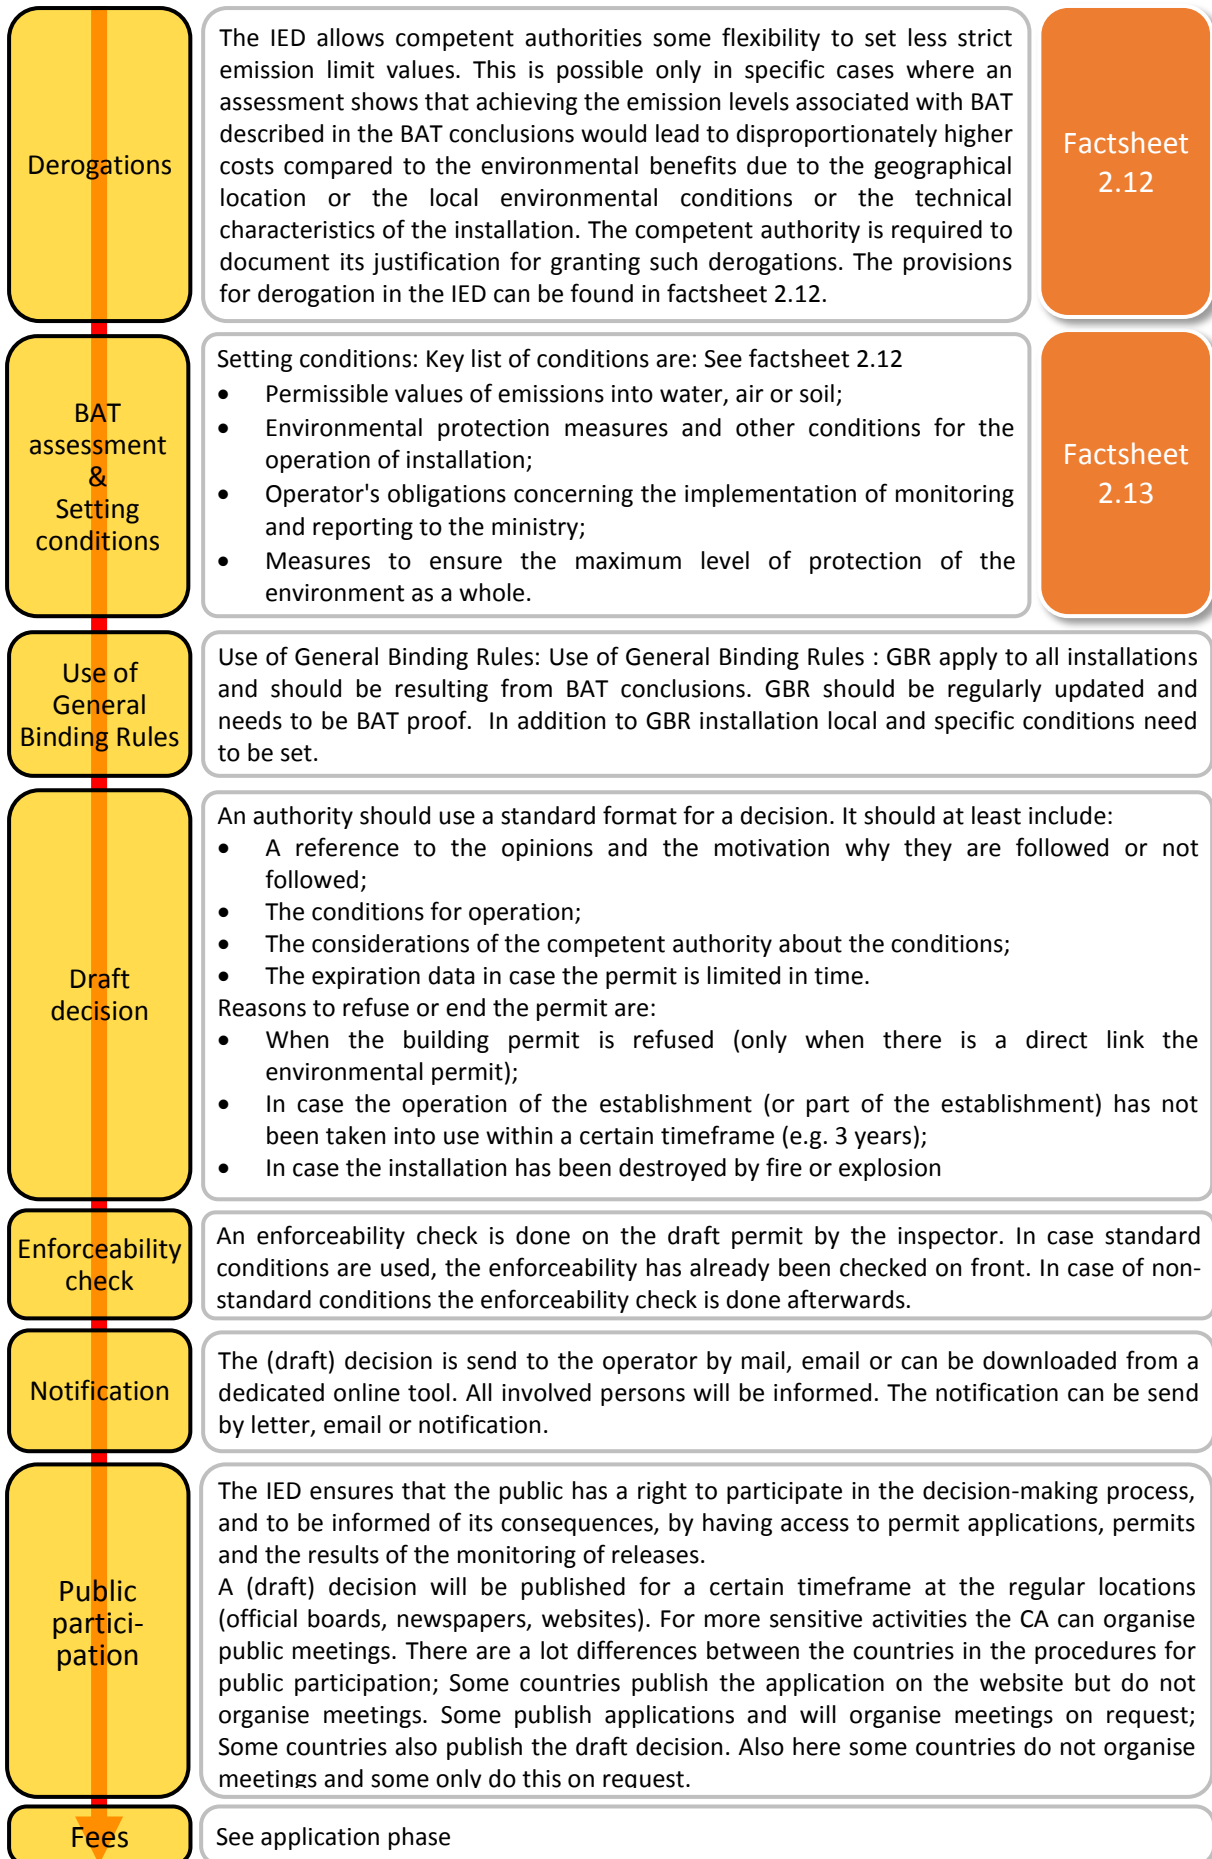 Derogations
The IED allows competent authorities some flexibility to set less strict
emission limit values. This is possible only in specific cases where an
assessment shows that achieving the emission levels associated with BAT
described in the BAT conclusions would lead to disproportionately higher
costs compared to the environmental benefits due to the geographical
location or the local environmental conditions or the technical
characteristics of the installation. The competent authority is required to
document its justification for granting such derogations. The provisions
for derogation in the IED can be found in factsheet 2.12.
Factsheet
2.12
BAT
assessment
&
Setting
conditions
Setting conditions: Key list of conditions are: See factsheet 2.12
• Permissible values of emissions into water, air or soil;
• Environmental protection measures and other conditions for the
operation of installation;
• Operator's obligations concerning the implementation of monitoring
and reporting to the ministry;
• Measures to ensure the maximum level of protection of the
environment as a whole.
Factsheet
2.13
Use of
General
Binding Rules
Use of General Binding Rules: Use of General Binding Rules : GBR apply to all installations
and should be resulting from BAT conclusions. GBR should be regularly updated and
needs to be BAT proof. In addition to GBR installation local and specific conditions need
to be set.
Draft
decision
An authority should use a standard format for a decision. It should at least include:
• A reference to the opinions and the motivation why they are followed or not
followed;
• The conditions for operation;
• The considerations of the competent authority about the conditions;
• The expiration data in case the permit is limited in time.
Reasons to refuse or end the permit are:
• When the building permit is refused (only when there is a direct link the
environmental permit);
• In case the operation of the establishment (or part of the establishment) has not
been taken into use within a certain timeframe (e.g. 3 years);
• In case the installation has been destroyed by fire or explosion
Enforceability
check
An enforceability check is done on the draft permit by the inspector. In case standard
conditions are used, the enforceability has already been checked on front. In case of non-
standard conditions the enforceability check is done afterwards.
Notification
The (draft) decision is send to the operator by mail, email or can be downloaded from a
dedicated online tool. All involved persons will be informed. The notification can be send
by letter, email or notification.
Public
partici-
pation
The IED ensures that the public has a right to participate in the decision-making process,
and to be informed of its consequences, by having access to permit applications, permits
and the results of the monitoring of releases.
A (draft) decision will be published for a certain timeframe at the regular locations
(official boards, newspapers, websites). For more sensitive activities the CA can organise
public meetings. There are a lot differences between the countries in the procedures for
public participation; Some countries publish the application on the website but do not
organise meetings. Some publish applications and will organise meetings on request;
Some countries also publish the draft decision. Also here some countries do not organise
meetings and some only do this on request.
Fees
See application phase